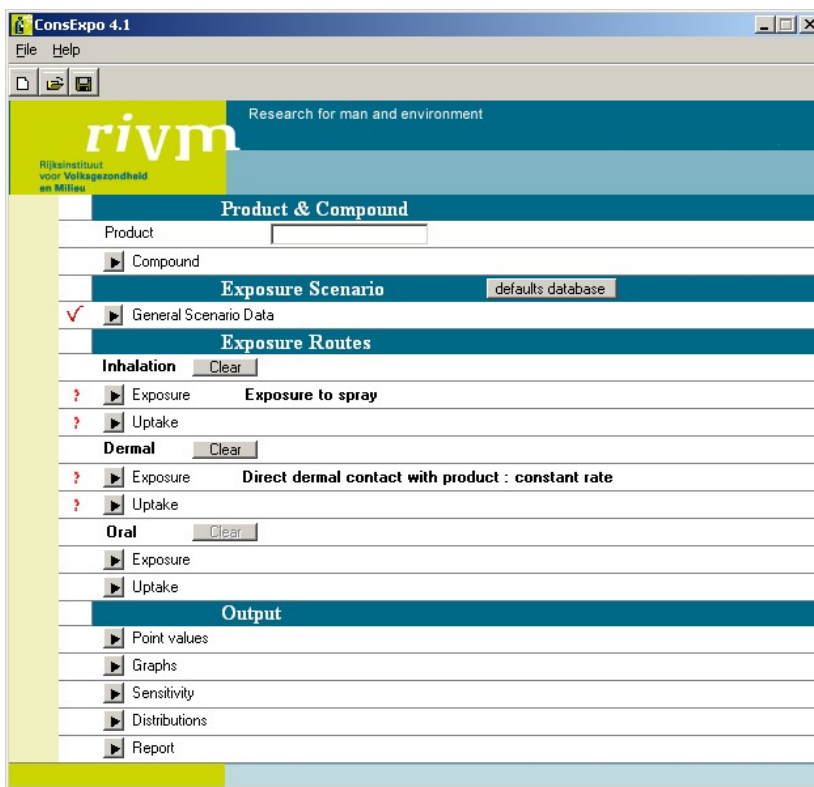 ConsExpo 4.1
File Help
rivm
Research for man and environment
Rijksinstituut
voor Volksgezondheid
en Milieu
Product & Compound
Product
Compound
Exposure Scenario defaults database
General Scenario Data
Exposure Routes
Inhalation Clear
? Exposure Exposure to spray
? Uptake
Dermal Clear
? Exposure Direct dermal contact with product : constant rate
? Uptake
Oral Clear
Exposure
Uptake
Output
Point values
Graphs
Sensitivity
Distributions
Report